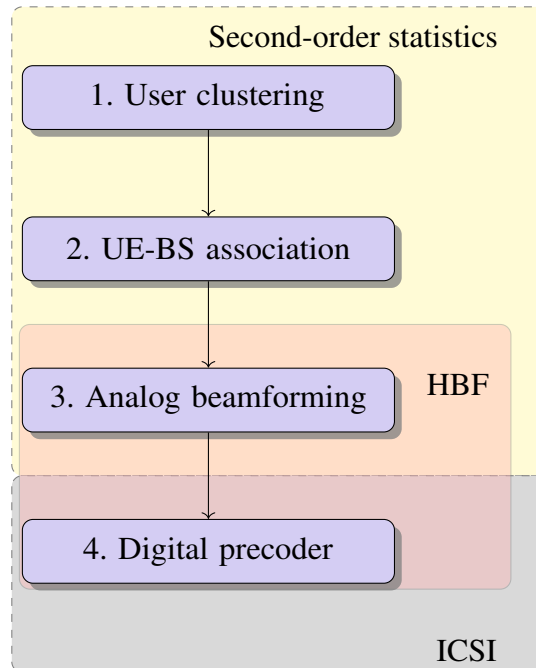 Second-order statistics
1. User clustering
2. UE-BS association
3. Analog beamforming
HBF
4. Digital precoder
ICSI